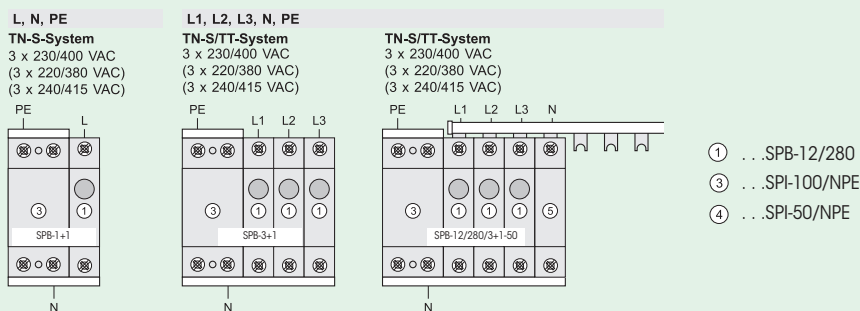 L, N, PE
TN-S-System
3 x 230/400 VAC
(3 x 220/380 VAC)
(3 x 240/415 VAC)
PE
L
3
1
SPB-1+1
N
L1, L2, L3, N, PE
TN-S/TT-System
3 x 230/400 VAC
(3 x 220/380 VAC)
(3 x 240/415 VAC)
PE
L1 L2 L3
3
1 1 1
SPB-3+1
N
TN-S/TT-System
3 x 230/400 VAC
(3 x 220/380 VAC)
(3 x 240/415 VAC)
PE
L1 L2 L3 N
3
1 1 1 5
SPB-12/280/3+1-50
N
1 . . .SPB-12/280
3 . . .SPI-100/NPE
4 . . .SPI-50/NPE